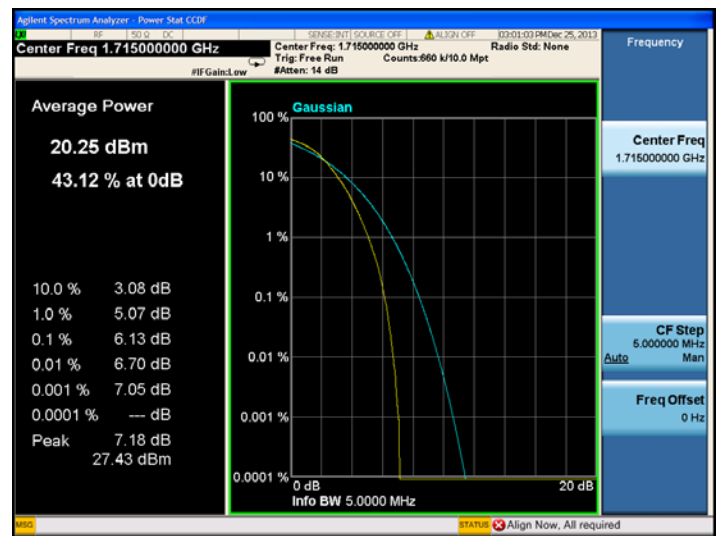 Agilent Spectrum Analyzer - Power Stat CCDF
RF 50 Ω DC SENSE:INT SOURCE OFF ALIGN OFF 03:01:03 PM Dec 25, 2013
Center Freq 1.715000000 GHz
Center Freq: 1.715000000 GHz Radio Std: None
Trig: Free Run Counts:660 k/10.0 Mpt
#IFGain:Low #Atten: 14 dB
Frequency
Average Power
20.25 dBm
43.12 % at 0dB
10.0 % 3.08 dB
1.0 % 5.07 dB
0.1 % 6.13 dB
0.01 % 6.70 dB
0.001 % 7.05 dB
0.0001 % --- dB
Peak 7.18 dB
27.43 dBm
Gaussian
100 %
10 %
1 %
0.1 %
0.01 %
0.001 %
0.0001 %
0 dB 20 dB
Info BW 5.0000 MHz
Center Freq
1.715000000 GHz
CF Step
5.000000 MHz
Auto Man
Freq Offset
0 Hz
MSG STATUS Align Now, All required